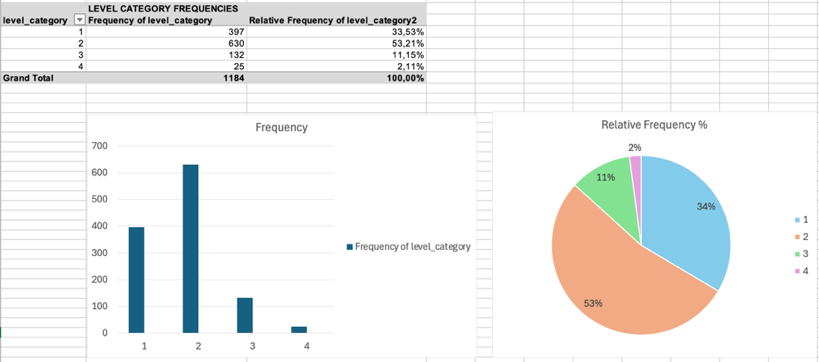 LEVEL CATEGORY FREQUENCIES
level_category Frequency of level_category Relative Frequency of level_category2
1 397 33,53%
2 630 53,21%
3 132 11,15%
4 25 2,11%
Grand Total 1184 100,00%
Frequency
700
600
500
400
300
200
100
0
1 2 3 4
Frequency of level_category
Relative Frequency %
2%
11%
34%
53%
1
2
3
4